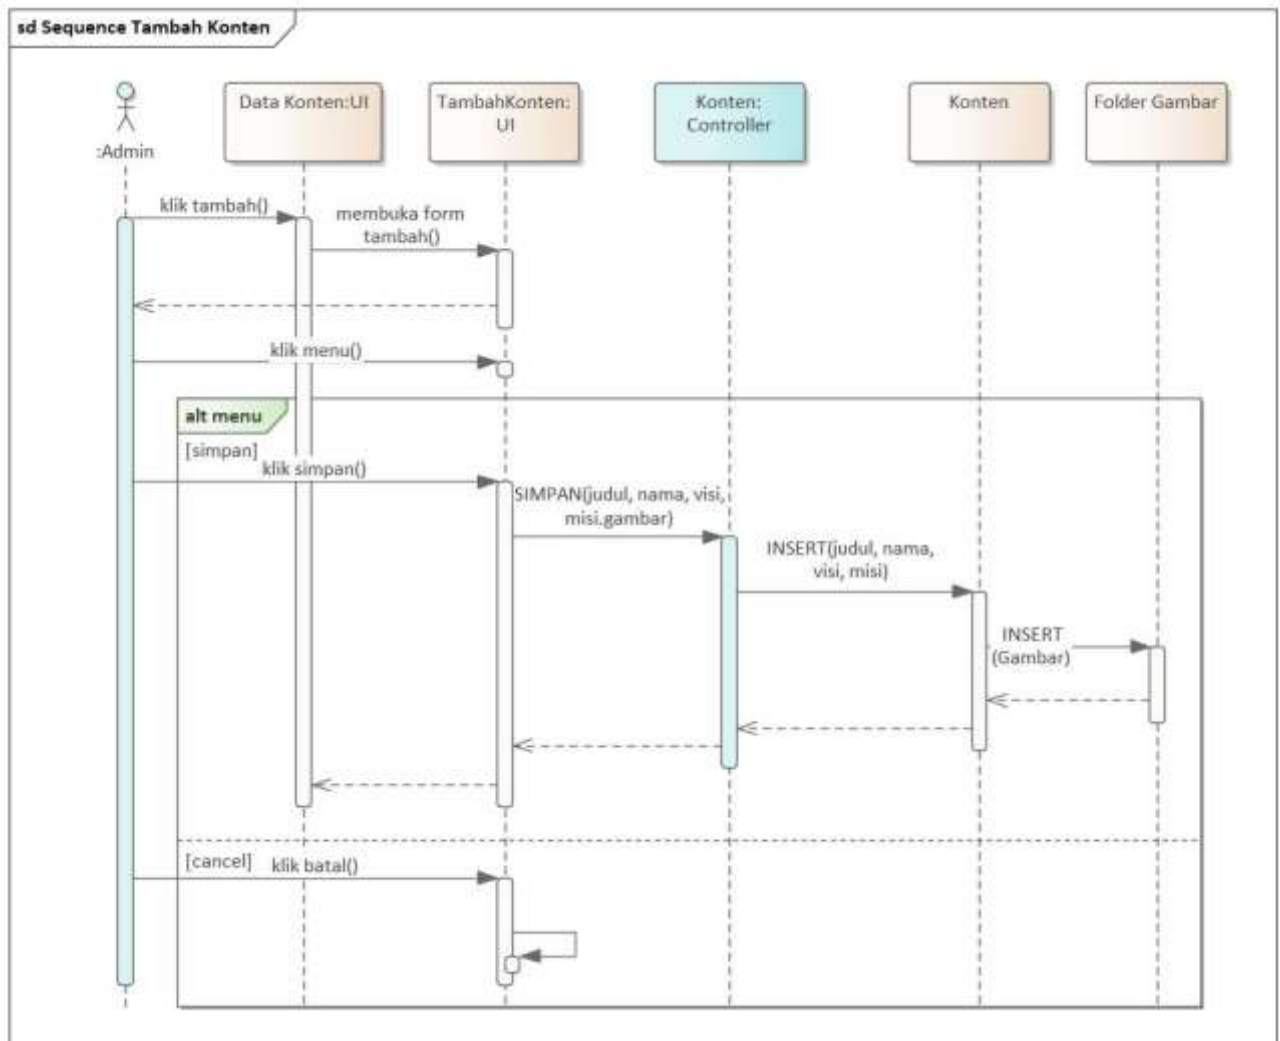 sd Sequence Tambah Konten
:Admin
Data Konten:UI
TambahKonten:
UI
Konten:
Controller
Konten
Folder Gambar
klik tambah()
membuka form
tambah()
klik menu()
alt menu
[simpan]
klik simpan()
SIMPAN(judul, nama, visi,
misi.gambar)
INSERT(judul, nama,
visi, misi)
INSERT
(Gambar)
[cancel]
klik batal()